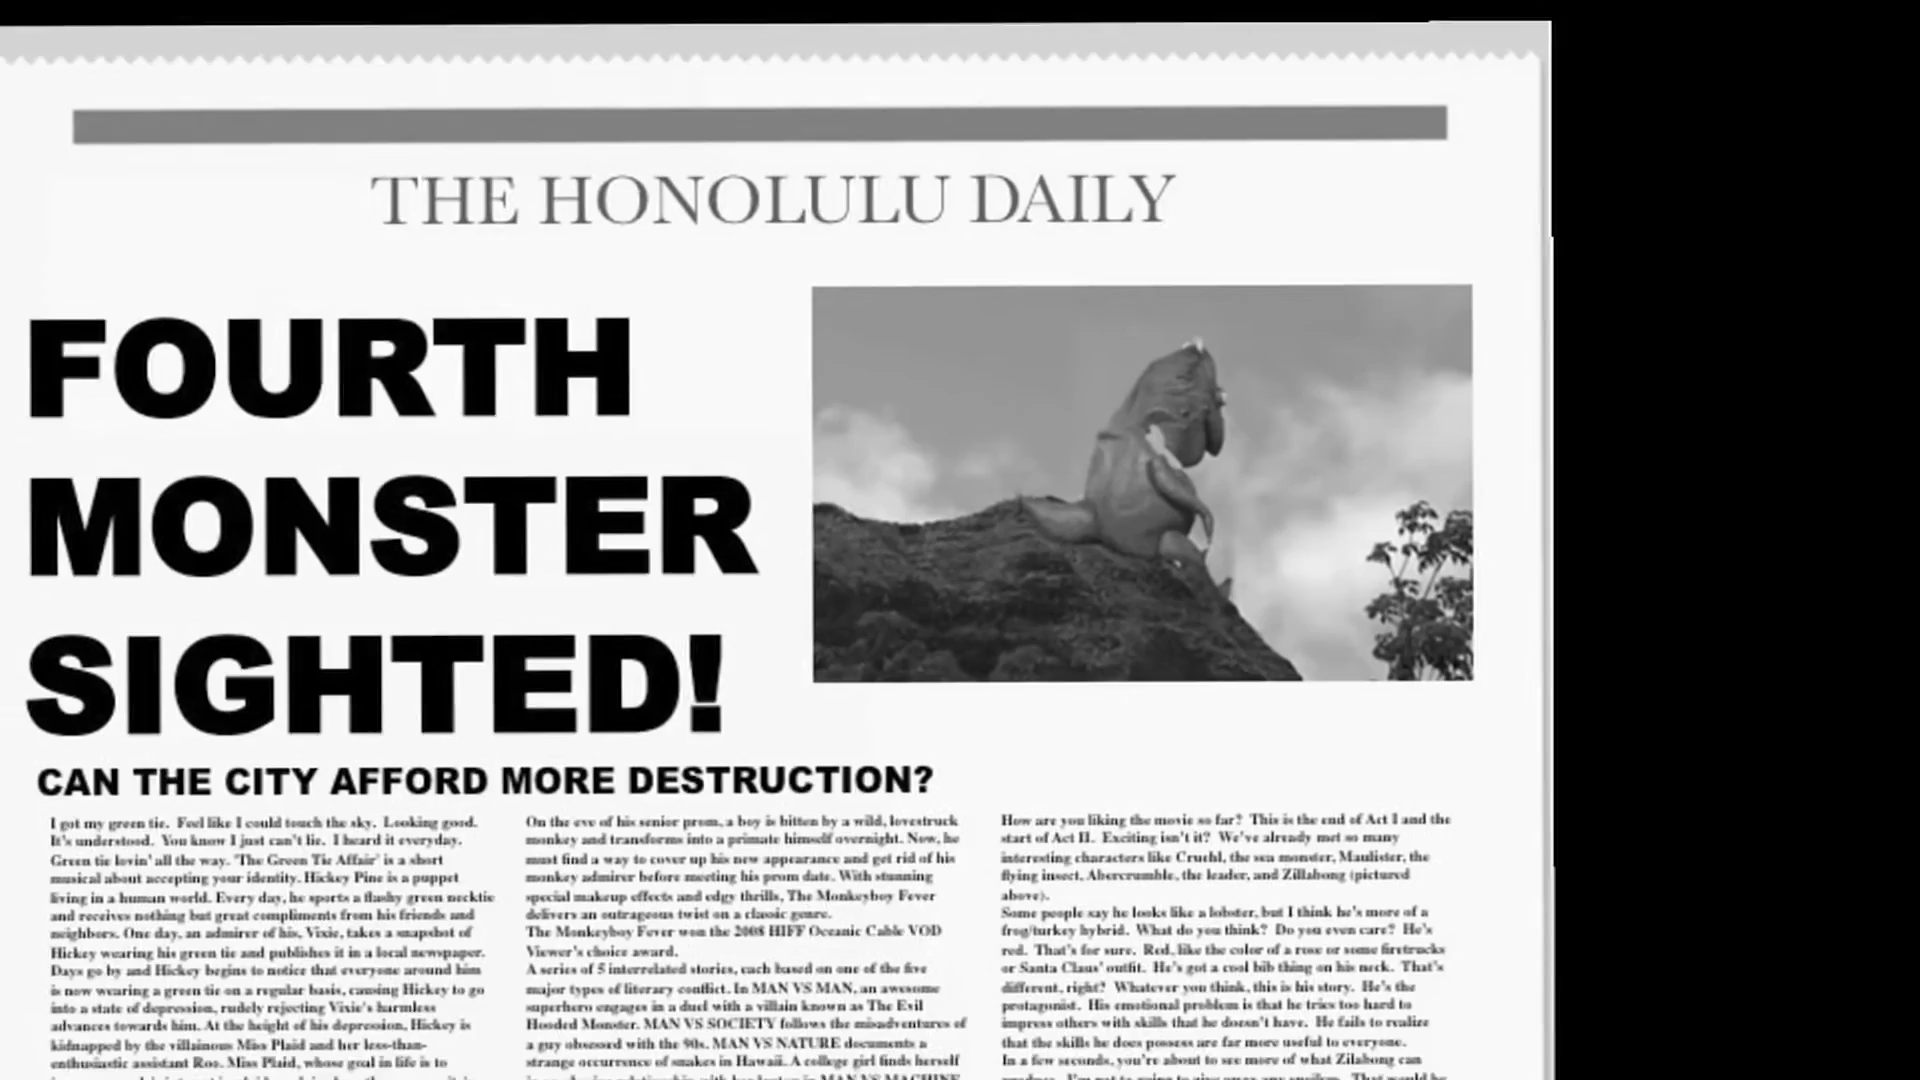 THE HONOLULU DAILY
FOURTH
MONSTER
SIGHTED!
CAN THE CITY AFFORD MORE DESTRUCTION?
I got my green tie. Feel like I could touch the sky. Looking good.
It's understood. You know I just can't lie. I heard it everyday.
Green tie lovin' all the way. 'The Green Tie Affair' is a short
musical about accepting your identity. Hickey Pine is a puppet
living in a human world. Every day, he sports a flashy green necktie
and receives nothing but great compliments from his friends and
neighbors. One day, an admirer of his, Vixie, takes a snapshot of
Hickey wearing his green tie and publishes it in a local newspaper.
Days go by and Hickey begins to notice that everyone around him
is now wearing a green tie on a regular basis, causing Hickey to go
into a state of depression, rudely rejecting Vixie's harmless
advances towards him. At the height of his depression, Hickey is
kidnapped by the villainous Miss Plaid and her less-than-
enthusiastic assistant Roo. Miss Plaid, whose goal in life is to
On the eve of his senior prom, a boy is bitten by a wild, lovestruck
monkey and transforms into a primate himself overnight. Now, he
must find a way to cover up his new appearance and get rid of his
monkey admirer before meeting his prom date. With stunning
special makeup effects and edgy thrills, The Monkeyboy Fever
delivers an outrageous twist on a classic genre.
The Monkeyboy Fever won the 2008 HIFF Oceanic Cable VOD
Viewer's choice award.
A series of 5 interrelated stories, each based on one of the five
major types of literary conflict. In MAN VS MAN, an awesome
superhero engages in a duel with a villain known as The Evil
Hooded Monster. MAN VS SOCIETY follows the misadventures of
a guy obsessed with the 90s. MAN VS NATURE documents a
strange occurrence of snakes in Hawaii. A college girl finds herself
How are you liking the movie so far? This is the end of Act I and the
start of Act II. Exciting isn't it? We've already met so many
interesting characters like Cruehl, the sea monster, Maulister, the
flying insect, Abercrumble, the leader, and Zillabong (pictured
above).
Some people say he looks like a lobster, but I think he's more of a
frog/turkey hybrid. What do you think? Do you even care? He's
red. That's for sure. Red, like the color of a rose or some firetrucks
or Santa Claus' outfit. He's got a cool bib thing on his neck. That's
different, right? Whatever you think, this is his story. He's the
protagonist. His emotional problem is that he tries too hard to
impress others with skills that he doesn't have. He fails to realize
that the skills he does possess are far more useful to everyone.
In a few seconds, you're about to see more of what Zilabong can